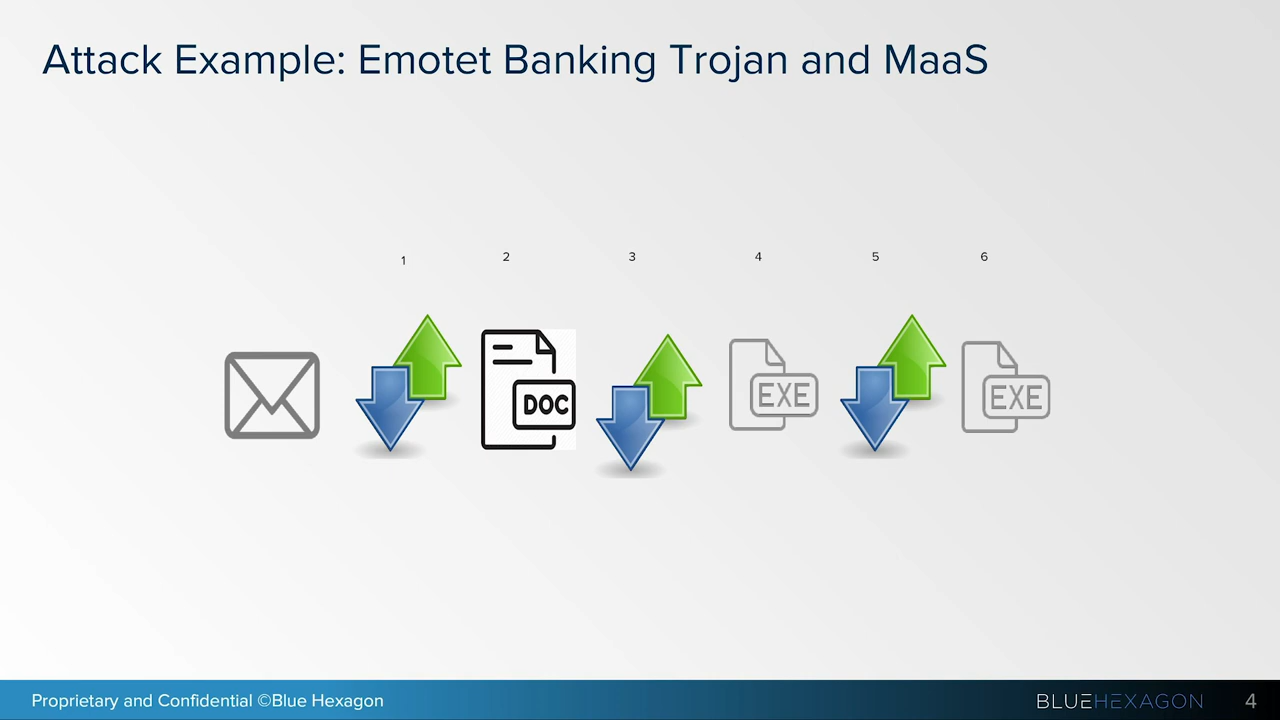 Attack Example: Emotet Banking Trojan and MaaS
1 2 3 4 5 6
DOC EXE EXE
Proprietary and Confidential ©Blue Hexagon BLUEHEXAGON 4